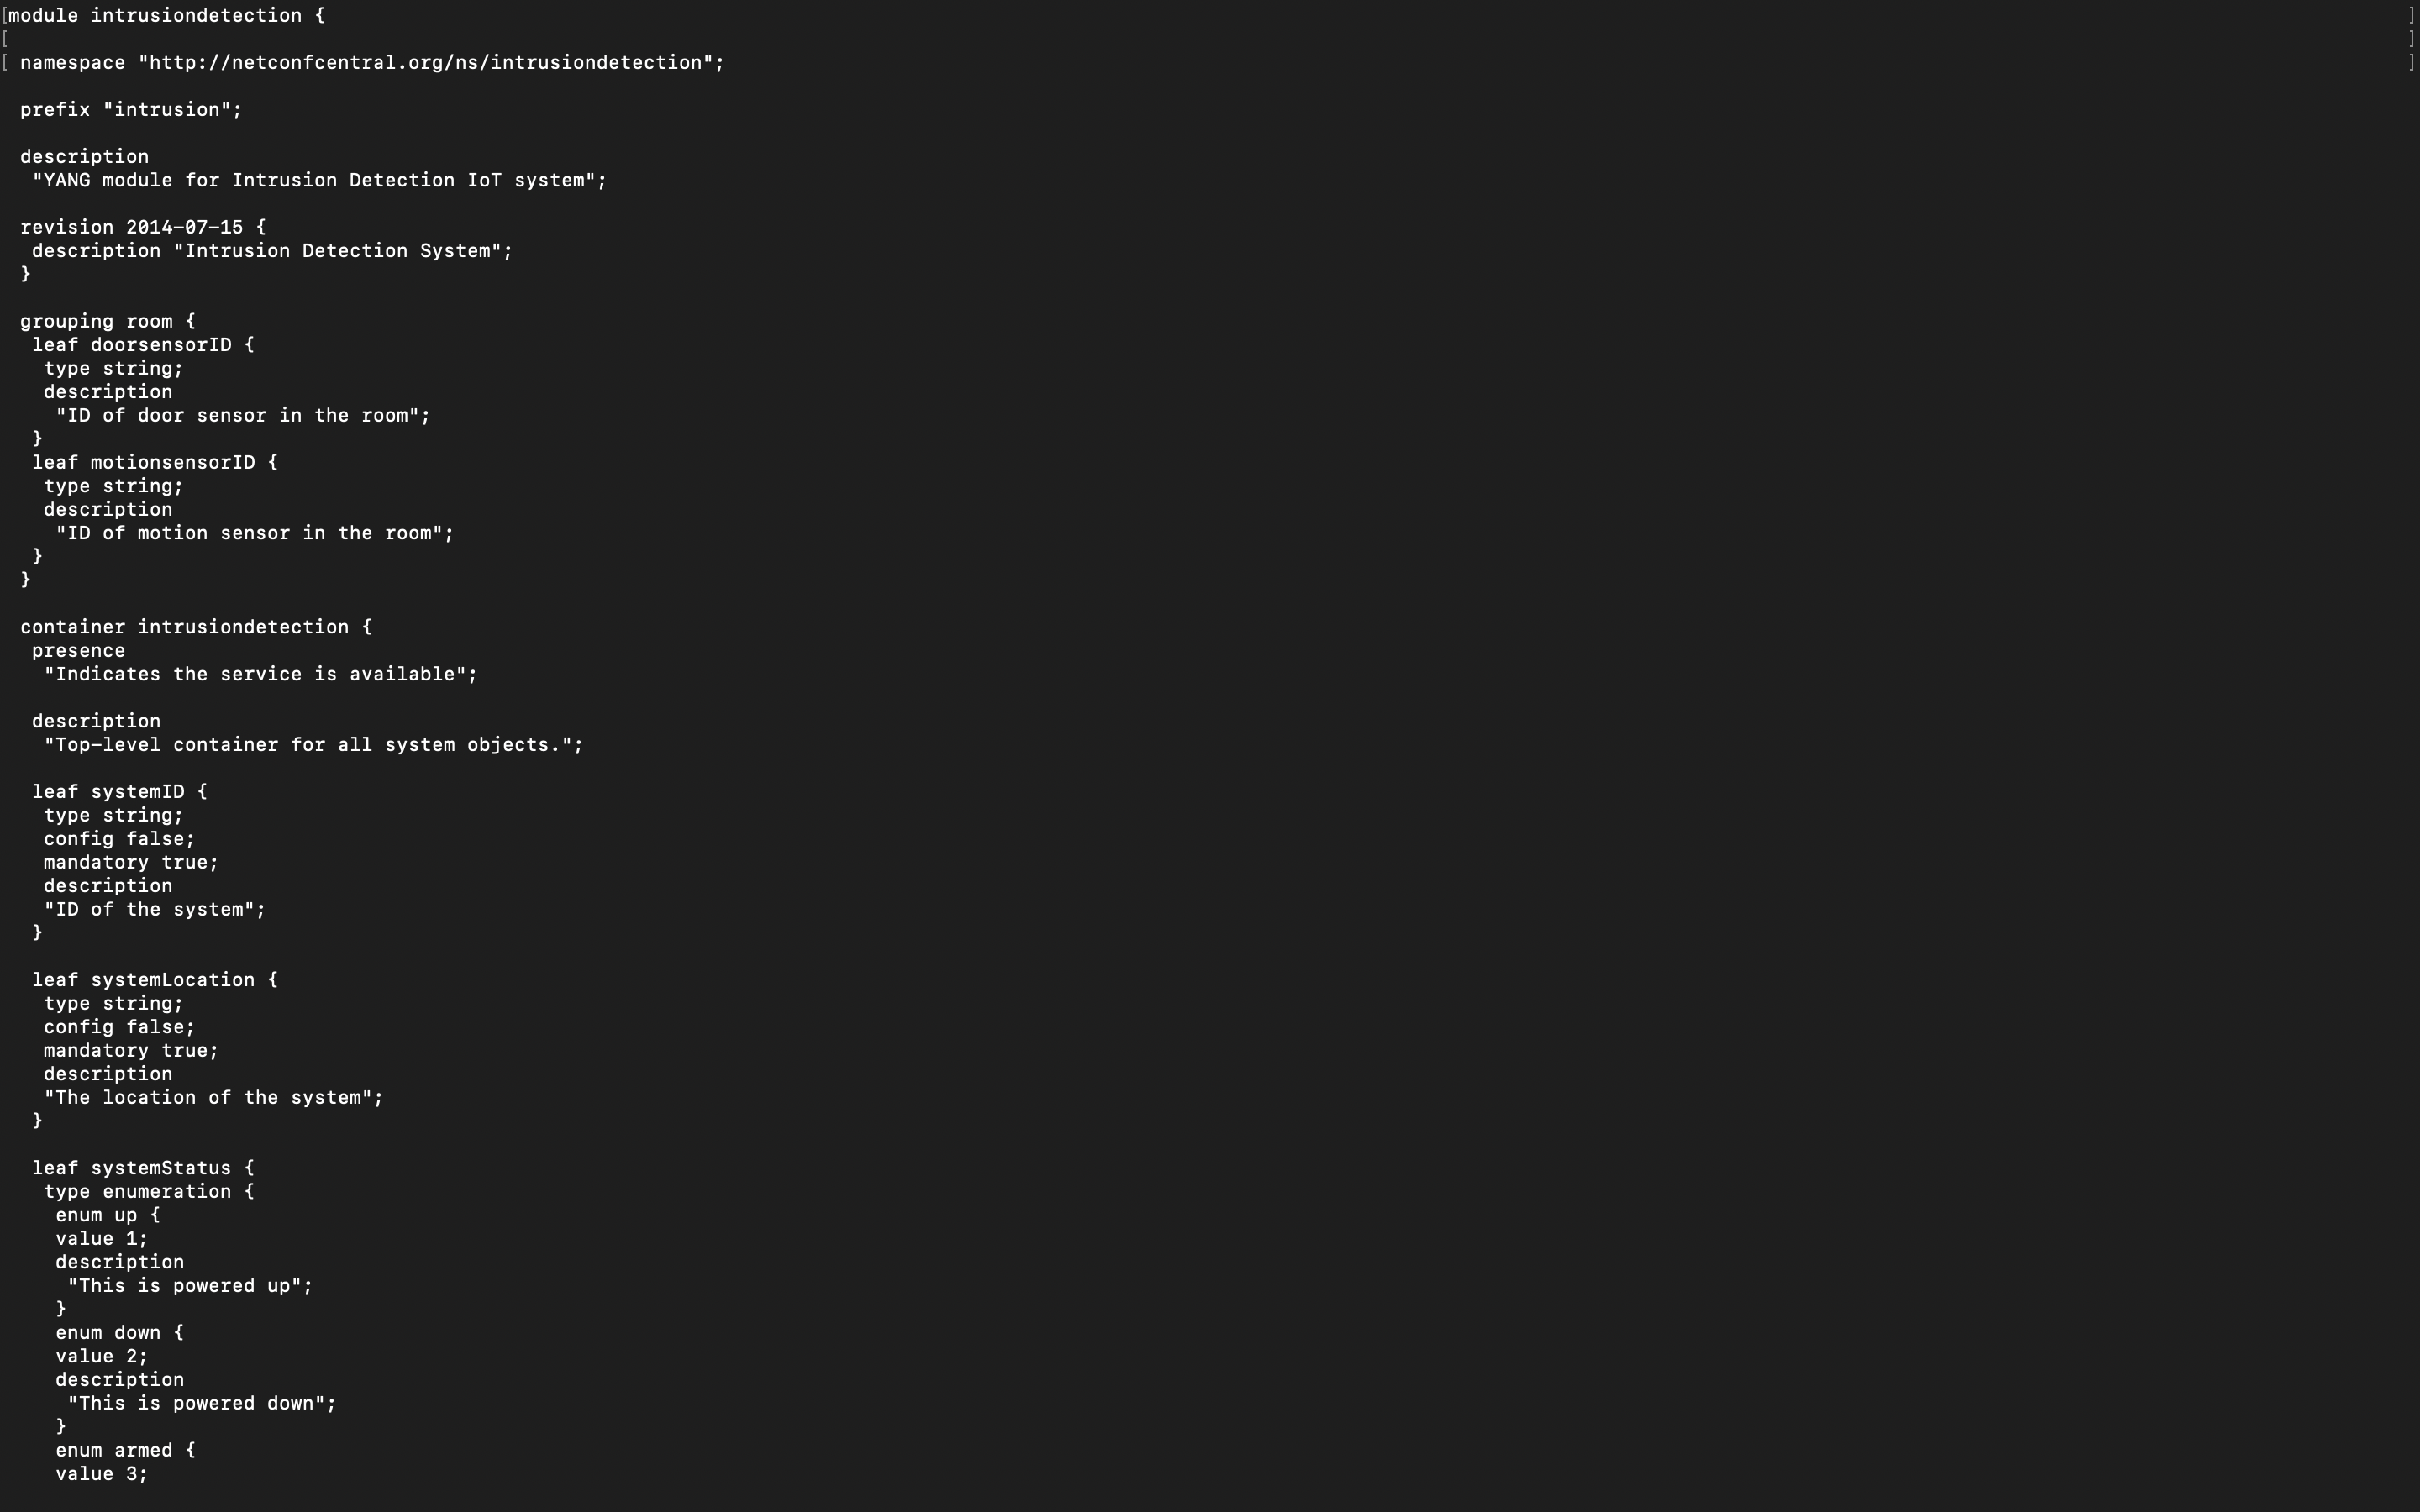 [module intrusiondetection { ]
[ ]
[ namespace "http://netconfcentral.org/ns/intrusiondetection"; ]
prefix "intrusion";
description
"YANG module for Intrusion Detection IoT system";
revision 2014-07-15 {
description "Intrusion Detection System";
}
grouping room {
leaf doorsensorID {
type string;
description
"ID of door sensor in the room";
}
leaf motionsensorID {
type string;
description
"ID of motion sensor in the room";
}
}
container intrusiondetection {
presence
"Indicates the service is available";
description
"Top-level container for all system objects.";
leaf systemID {
type string;
config false;
mandatory true;
description
"ID of the system";
}
leaf systemLocation {
type string;
config false;
mandatory true;
description
"The location of the system";
}
leaf systemStatus {
type enumeration {
enum up {
value 1;
description
"This is powered up";
}
enum down {
value 2;
description
"This is powered down";
}
enum armed {
value 3;